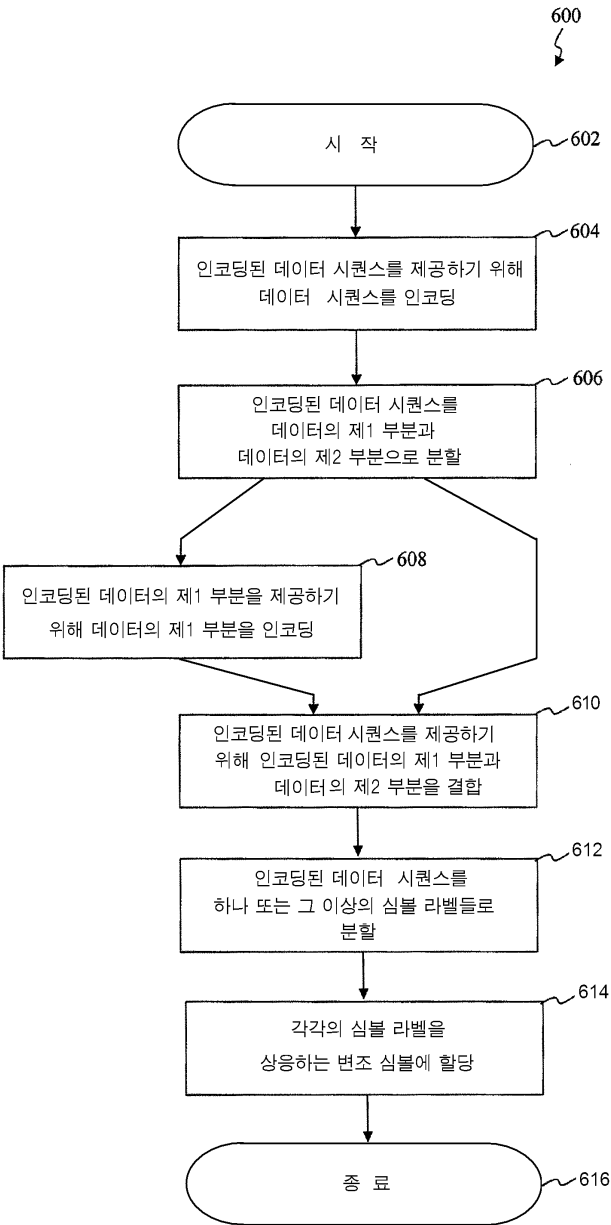 600
시 작
602
604
인코딩된 데이터 시퀀스를 제공하기 위해
데이터 시퀀스를 인코딩
606
인코딩된 데이터 시퀀스를
데이터의 제1 부분과
데이터의 제2 부분으로 분할
608
인코딩된 데이터의 제1 부분을 제공하기
위해 데이터의 제1 부분을 인코딩
610
인코딩된 데이터 시퀀스를 제공하기
위해 인코딩된 데이터의 제1 부분과
데이터의 제2 부분을 결합
612
인코딩된 데이터 시퀀스를
하나 또는 그 이상의 심볼 라벨들로
분할
614
각각의 심볼 라벨을
상응하는 변조 심볼에 할당
종 료
616